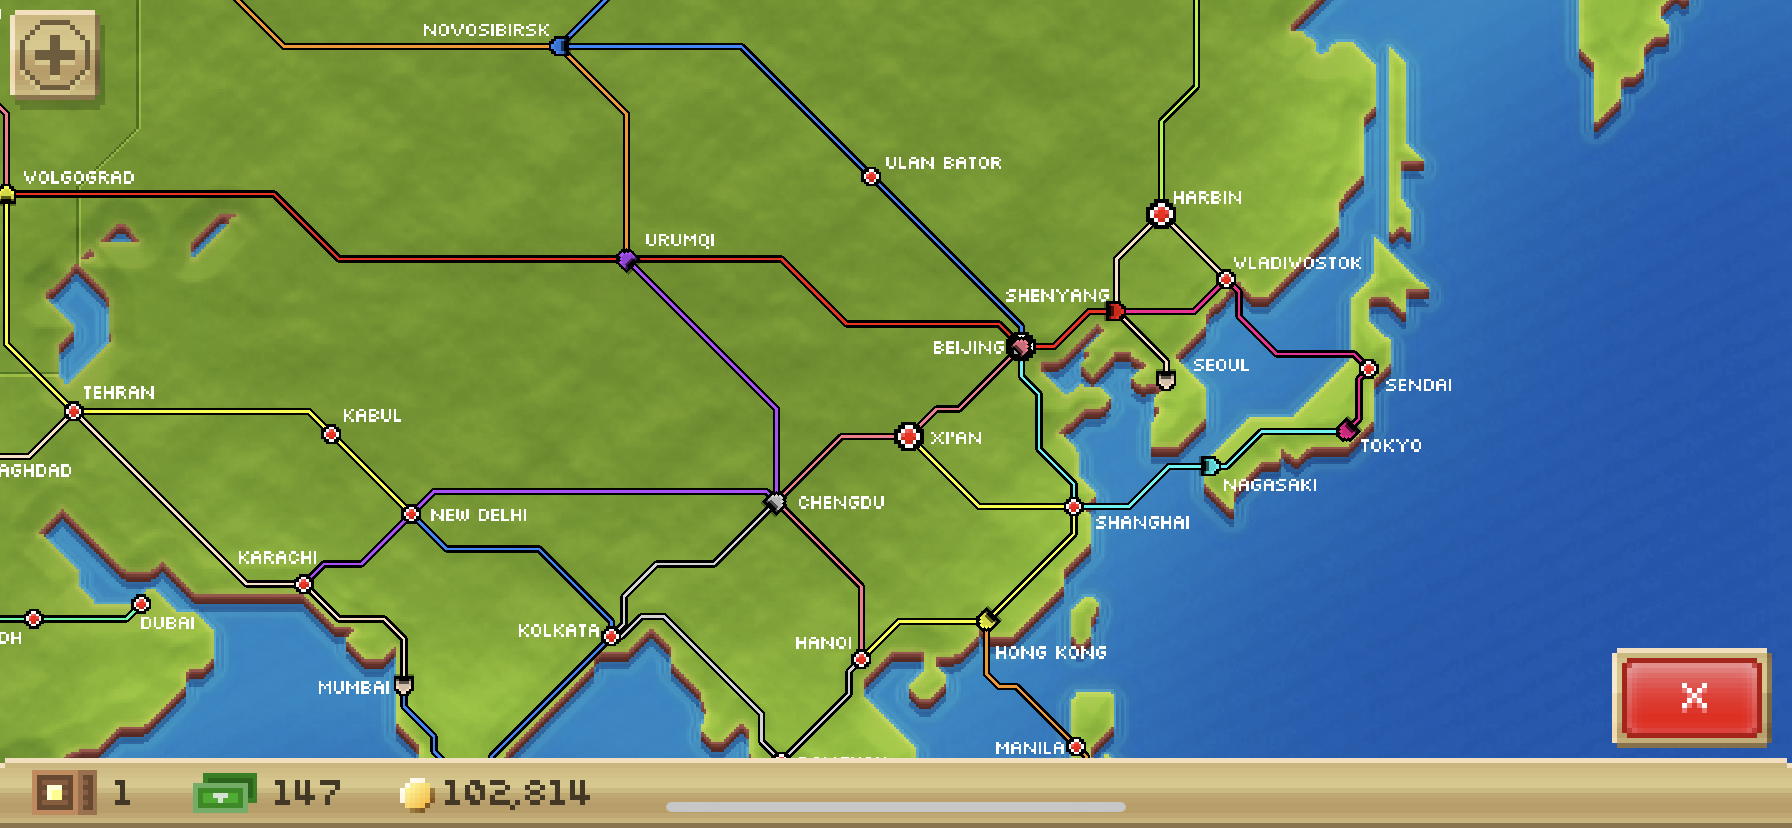 NOVOSIBIRSK
ULAN BATOR
VOLGOGRAD
HARBIN
URUMQI
VLADIVOSTOK
SHENYANG
BEIJING
SEOUL
SENDAI
TEHRAN
KABUL
XI'AN
TOKYO
AGHDAD
NAGASAKI
CHENGDU
NEW DELHI
SHANGHAI
KARACHI
DUBAI
KOLKATA
DH
HANOI
HONG KONG
MUMBAI
MANILA
1
147
102,814